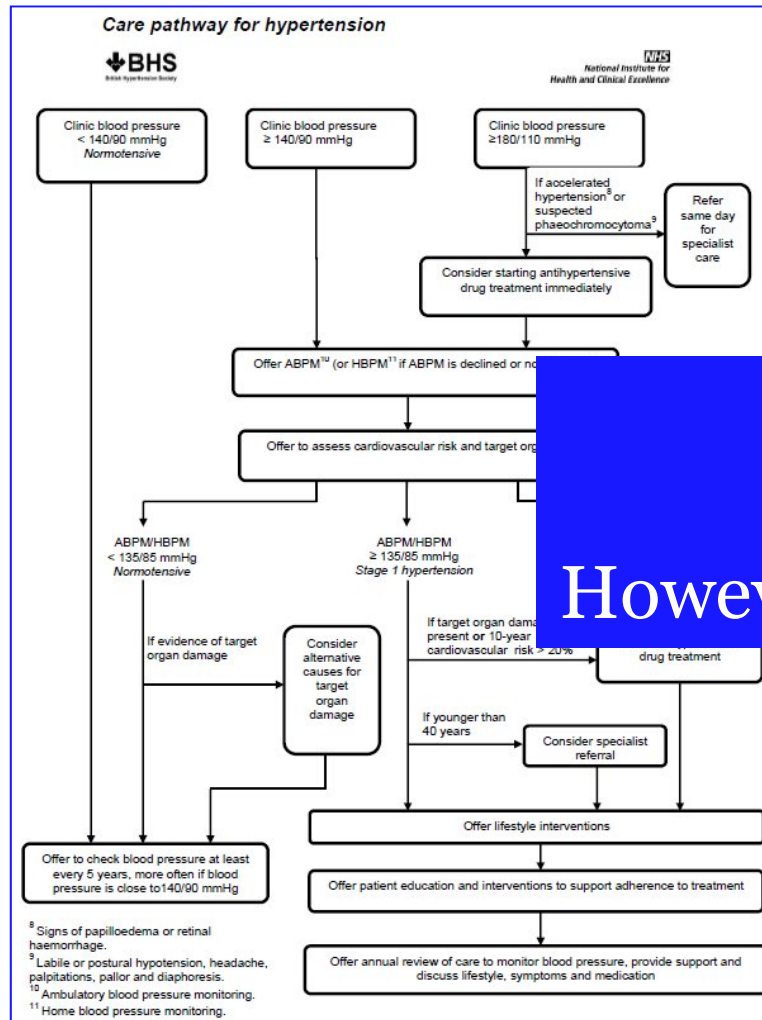 Care pathway for hypertension
BHS
British Hypertension Society
NHS
National Institute for
Health and Clinical Excellence
Clinic blood pressure
< 140/90 mmHg
Normotensive
Clinic blood pressure
≥ 140/90 mmHg
Clinic blood pressure
≥180/110 mmHg
If accelerated
hypertension⁸ or
suspected
phaeochromocytoma⁹
Refer
same day
for
specialist
care
Consider starting antihypertensive
drug treatment immediately
Offer ABPM¹⁰ (or HBPM¹¹ if ABPM is declined or
Offer to assess cardiovascular risk and target
ABPM/HBPM
< 135/85 mmHg
Normotensive
ABPM/HBPM
≥ 135/85 mmHg
Stage 1 hypertension
Howev
If evidence of target
organ damage
Consider
alternative
causes for
target
organ
damage
If target organ
present or 10-year
cardiovascular risk > 20%
drug treatment
If younger than
40 years
Consider specialist
referral
Offer lifestyle interventions
Offer to check blood pressure at least
every 5 years, more often if blood
pressure is close to140/90 mmHg
Offer patient education and interventions to support adherence to treatment
Offer annual review of care to monitor blood pressure, provide support and
discuss lifestyle, symptoms and medication
⁸ Signs of papilloedema or retinal
haemorrhage.
⁹ Labile or postural hypotension, headache,
palpitations, pallor and diaphoresis.
¹⁰ Ambulatory blood pressure monitoring.
¹¹ Home blood pressure monitoring.